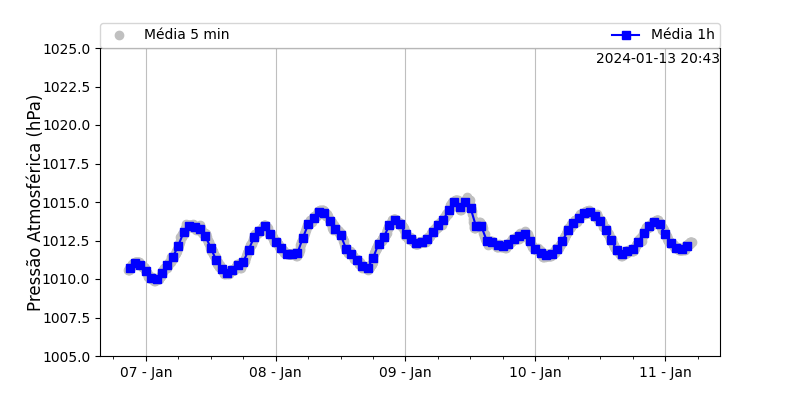 Média 5 min
Média 1h
2024-01-13 20:43
Pressão Atmosférica (hPa)
1025.0
1022.5
1020.0
1017.5
1015.0
1012.5
1010.0
1007.5
1005.0
07 - Jan
08 - Jan
09 - Jan
10 - Jan
11 - Jan